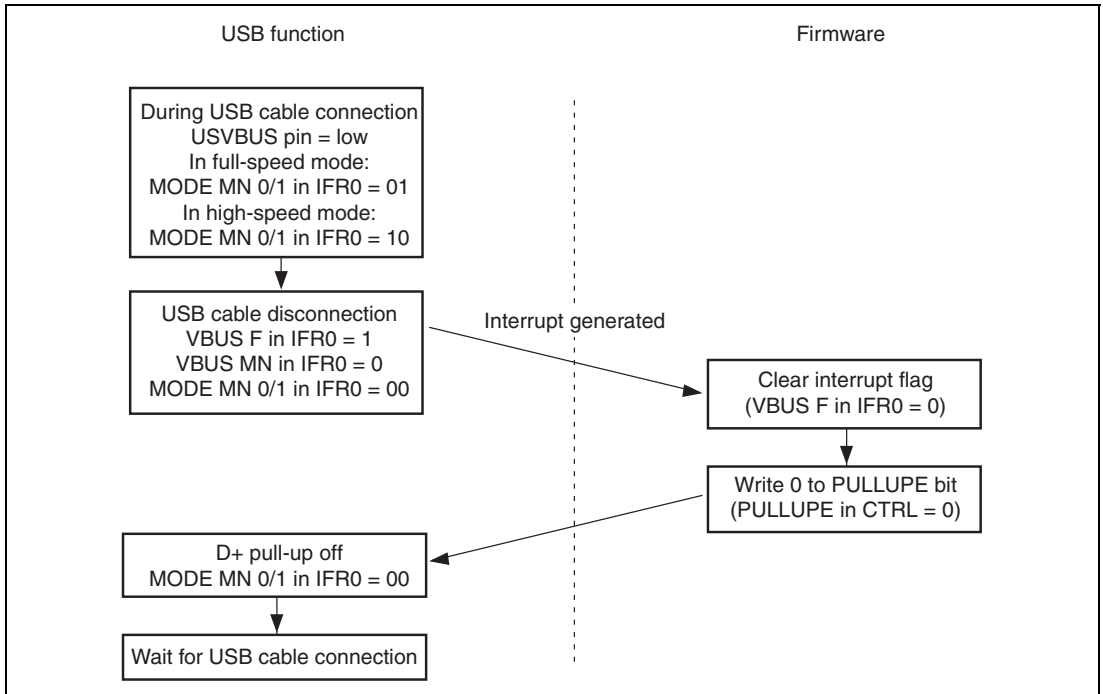 USB function
Firmware
During USB cable connection
USVBUS pin = low
In full-speed mode:
MODE MN 0/1 in IFR0 = 01
In high-speed mode:
MODE MN 0/1 in IFR0 = 10
USB cable disconnection
VBUS F in IFR0 = 1
VBUS MN in IFR0 = 0
MODE MN 0/1 in IFR0 = 00
Interrupt generated
Clear interrupt flag
(VBUS F in IFR0 = 0)
Write 0 to PULLUPE bit
(PULLUPE in CTRL = 0)
D+ pull-up off
MODE MN 0/1 in IFR0 = 00
Wait for USB cable connection